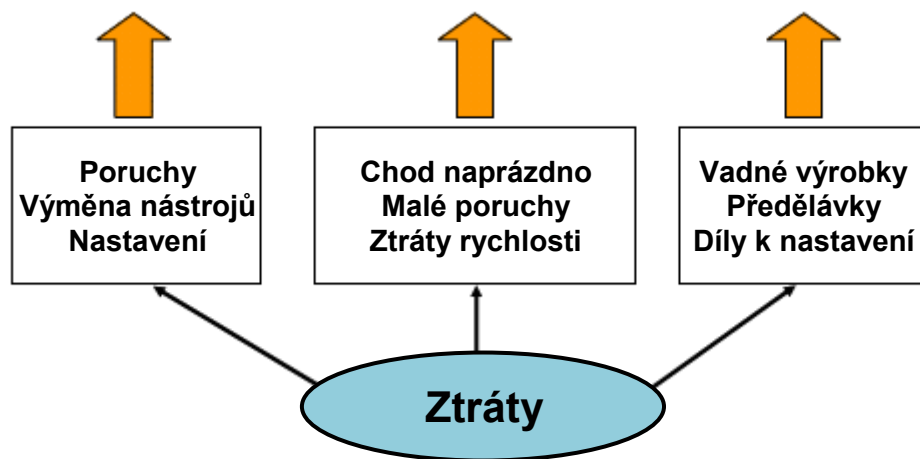 Poruchy
Výměna nástrojů
Nastavení
Chod naprázdno
Malé poruchy
Ztráty rychlosti
Vadné výrobky
Předělávky
Díly k nastavení
Ztráty